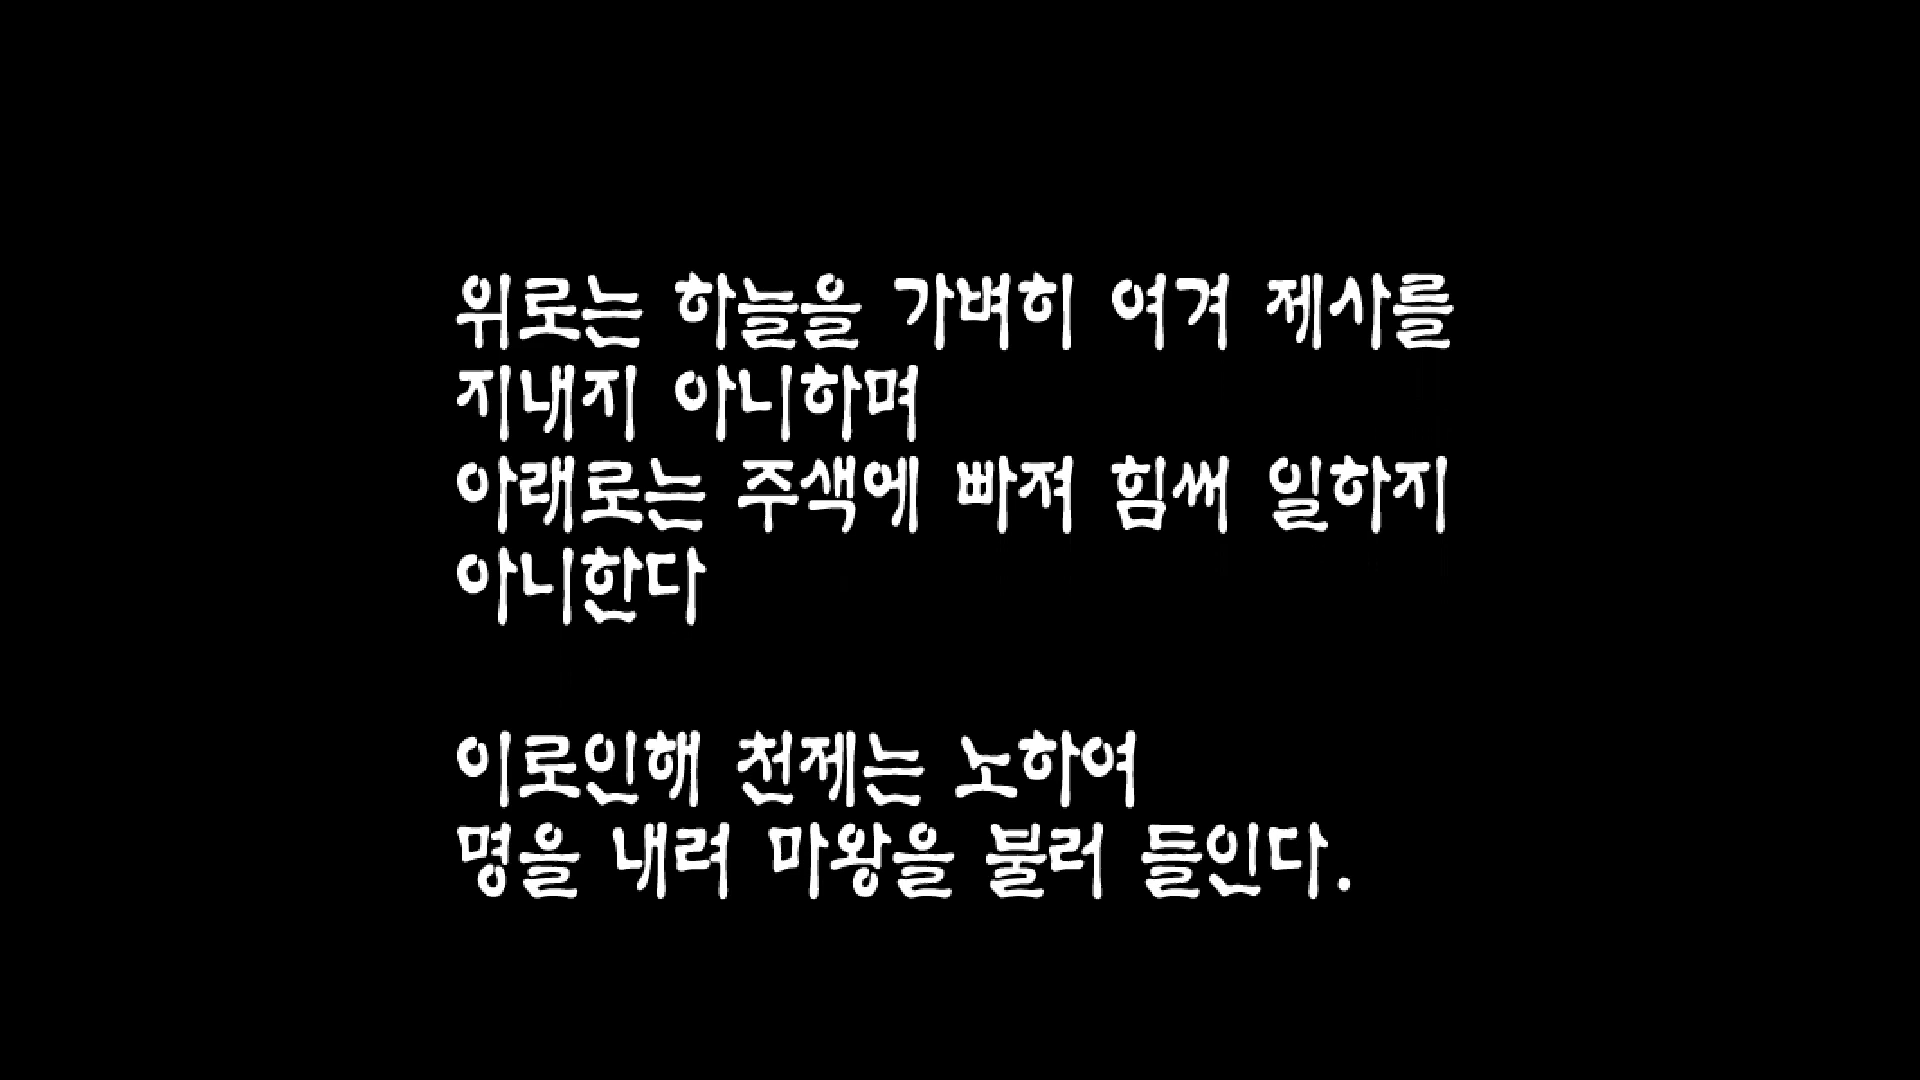 위로는 하늘을 가벼히 여겨 제사를
지내지 아니하며
아래로는 주색에 빠져 힘써 일하지
아니한다
이로인해 천제는 노하여
명을 내려 마왕을 불러 들인다.